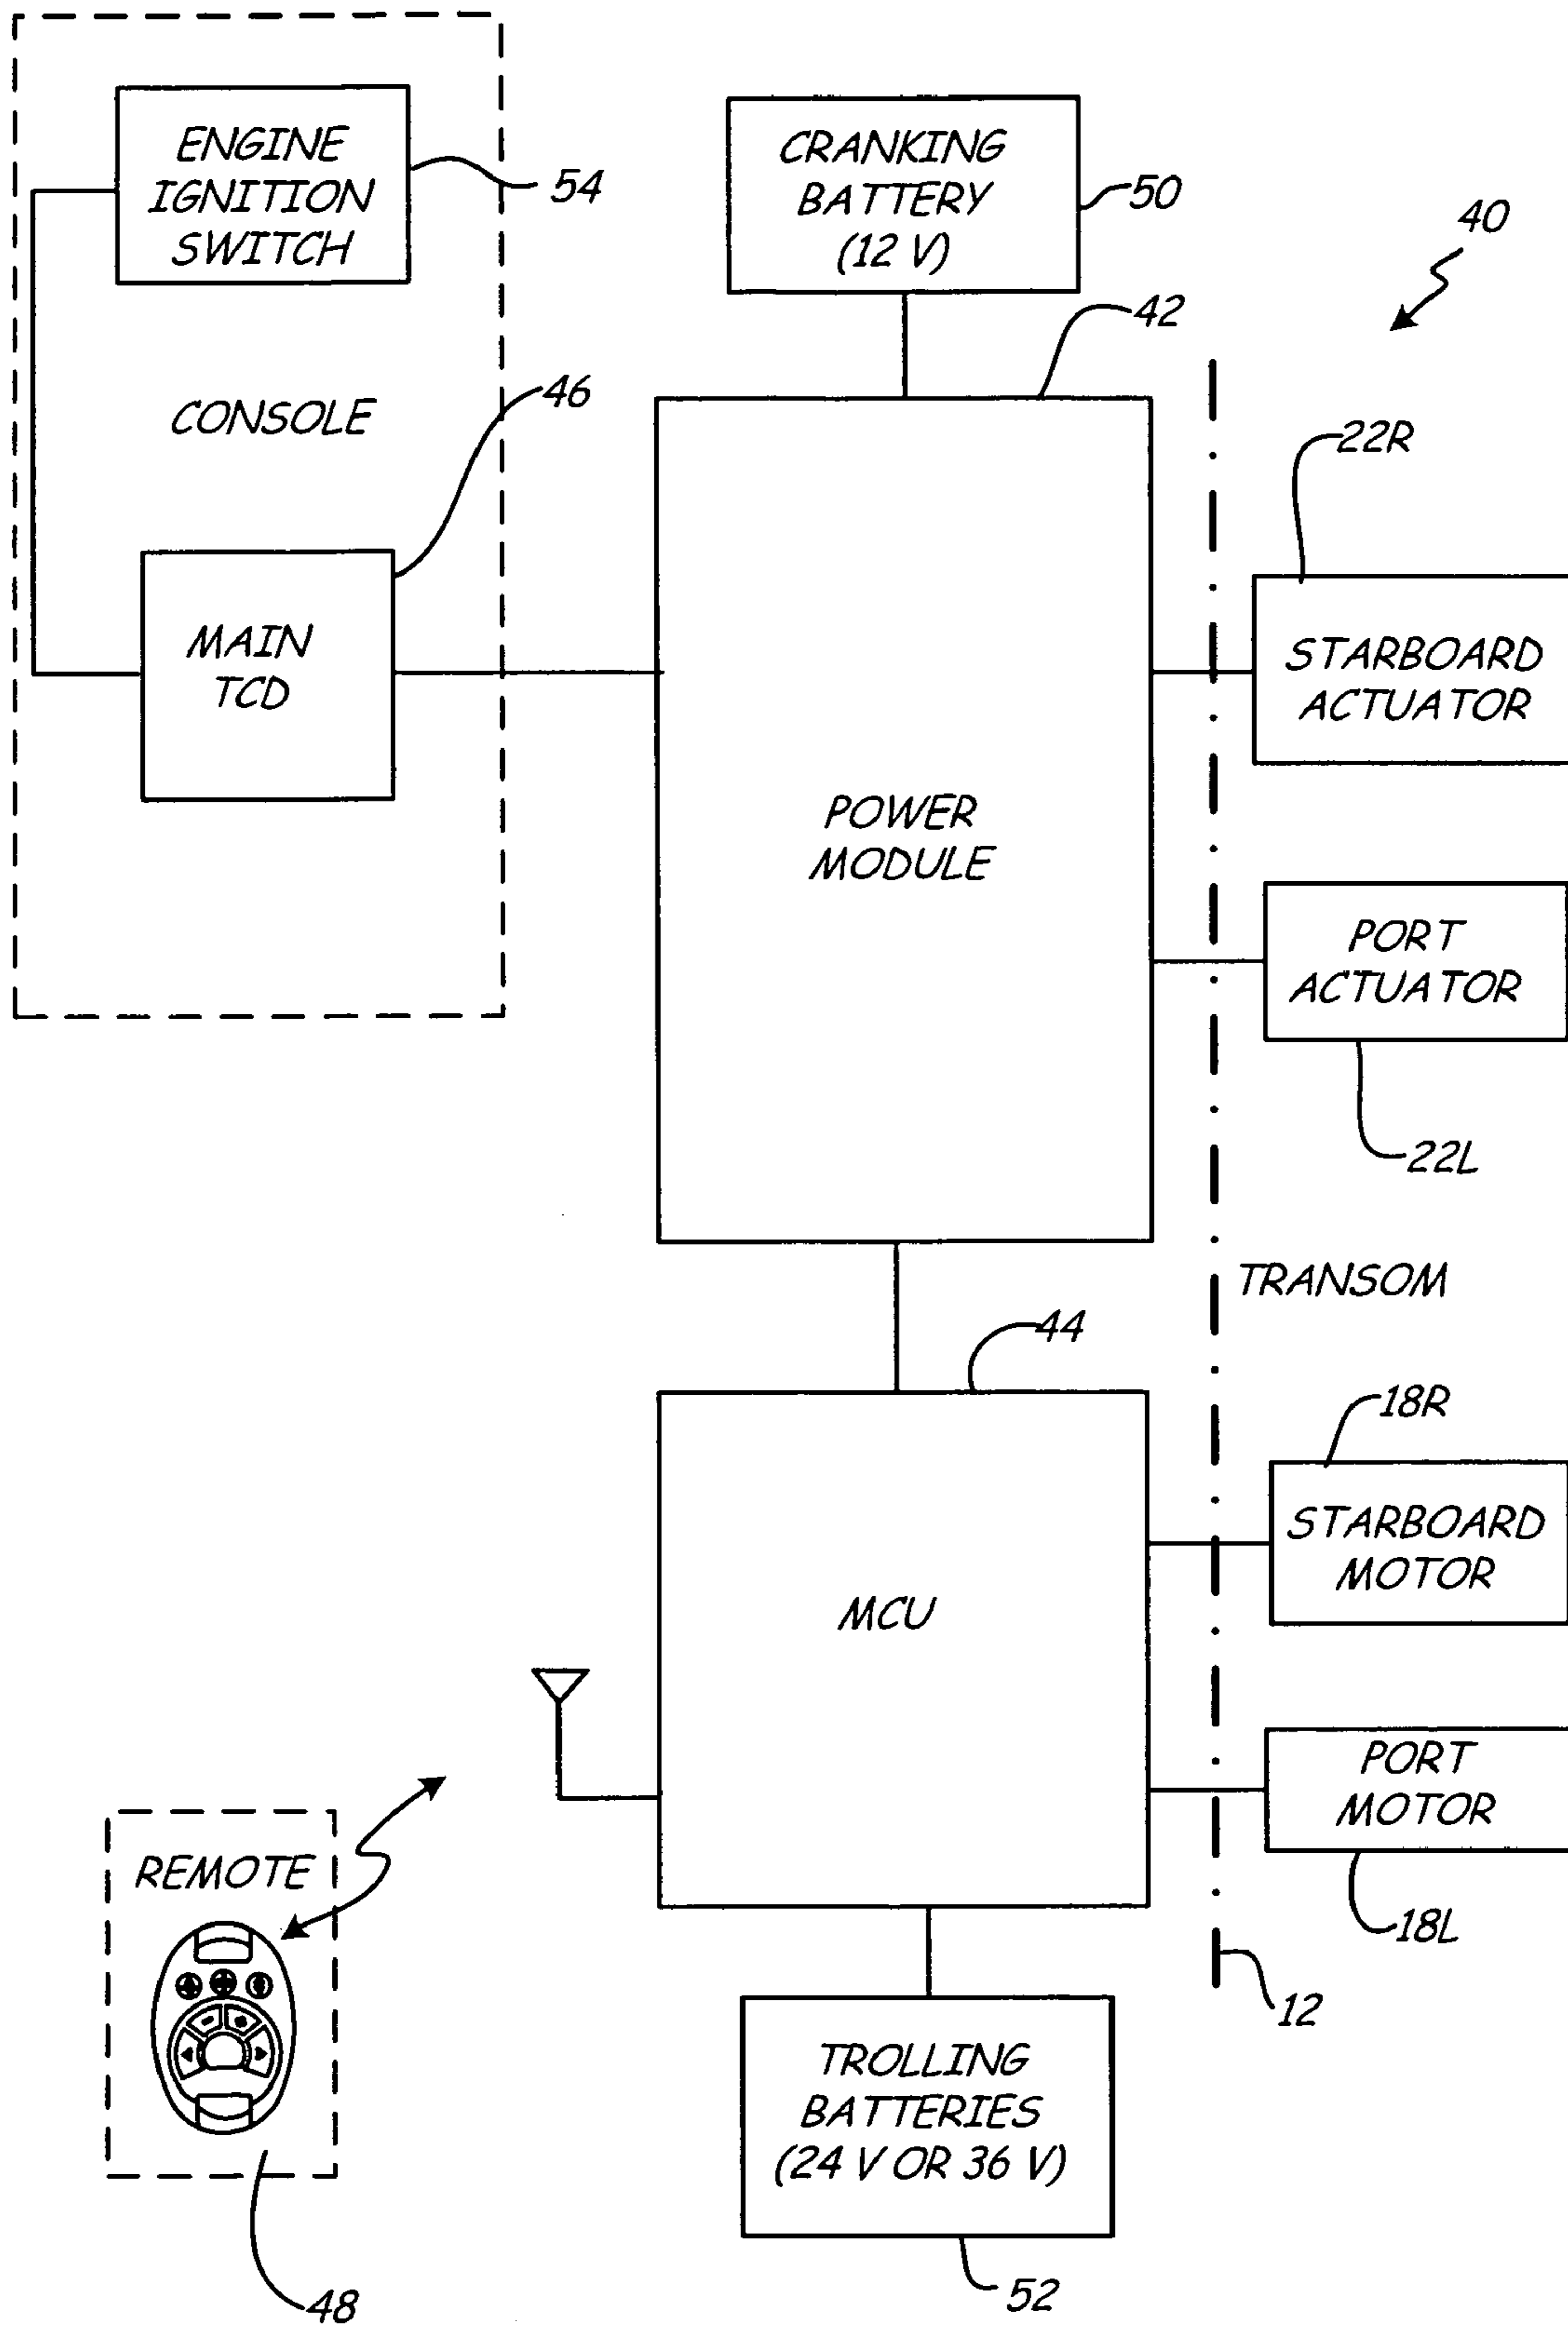 ENGINE
IGNITION
SWITCH
54
CRANKING
BATTERY
(12 V)
50
40
42
CONSOLE
46
22R
MAIN
TCD
STARBOARD
ACTUATOR
POWER
MODULE
PORT
ACTUATOR
22L
TRANSOM
44
18R
STARBOARD
MOTOR
MCU
PORT
MOTOR
REMOTE
18L
12
TROLLING
BATTERIES
(24 V OR 36 V)
52
48